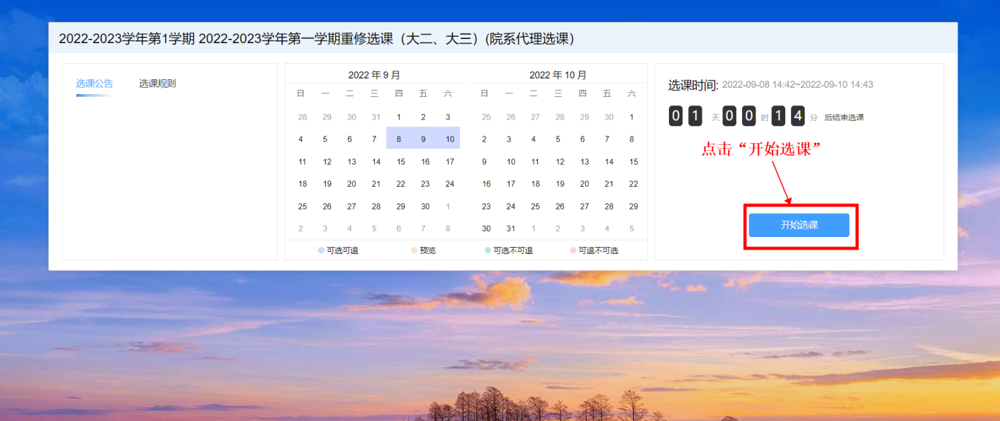 2022-2023学年第1学期 2022-2023学年第一学期重修选课（大二、大三）(院系代理选课)
选课公告 选课规则
2022 年 9 月
日 一 二 三 四 五 六
28 29 30 31 1 2 3
4 5 6 7 8 9 10
11 12 13 14 15 16 17
18 19 20 21 22 23 24
25 26 27 28 29 30 1
2 3 4 5 6 7 8
2022 年 10 月
日 一 二 三 四 五 六
25 26 27 28 29 30 1
2 3 4 5 6 7 8
9 10 11 12 13 14 15
16 17 18 19 20 21 22
23 24 25 26 27 28 29
30 31 1 2 3 4 5
可选可退 预览 可选不可退 可退不可选
选课时间: 2022-09-08 14:42~2022-09-10 14:43
01 天 00 时 14 分 后结束选课
点击“开始选课”
开始选课